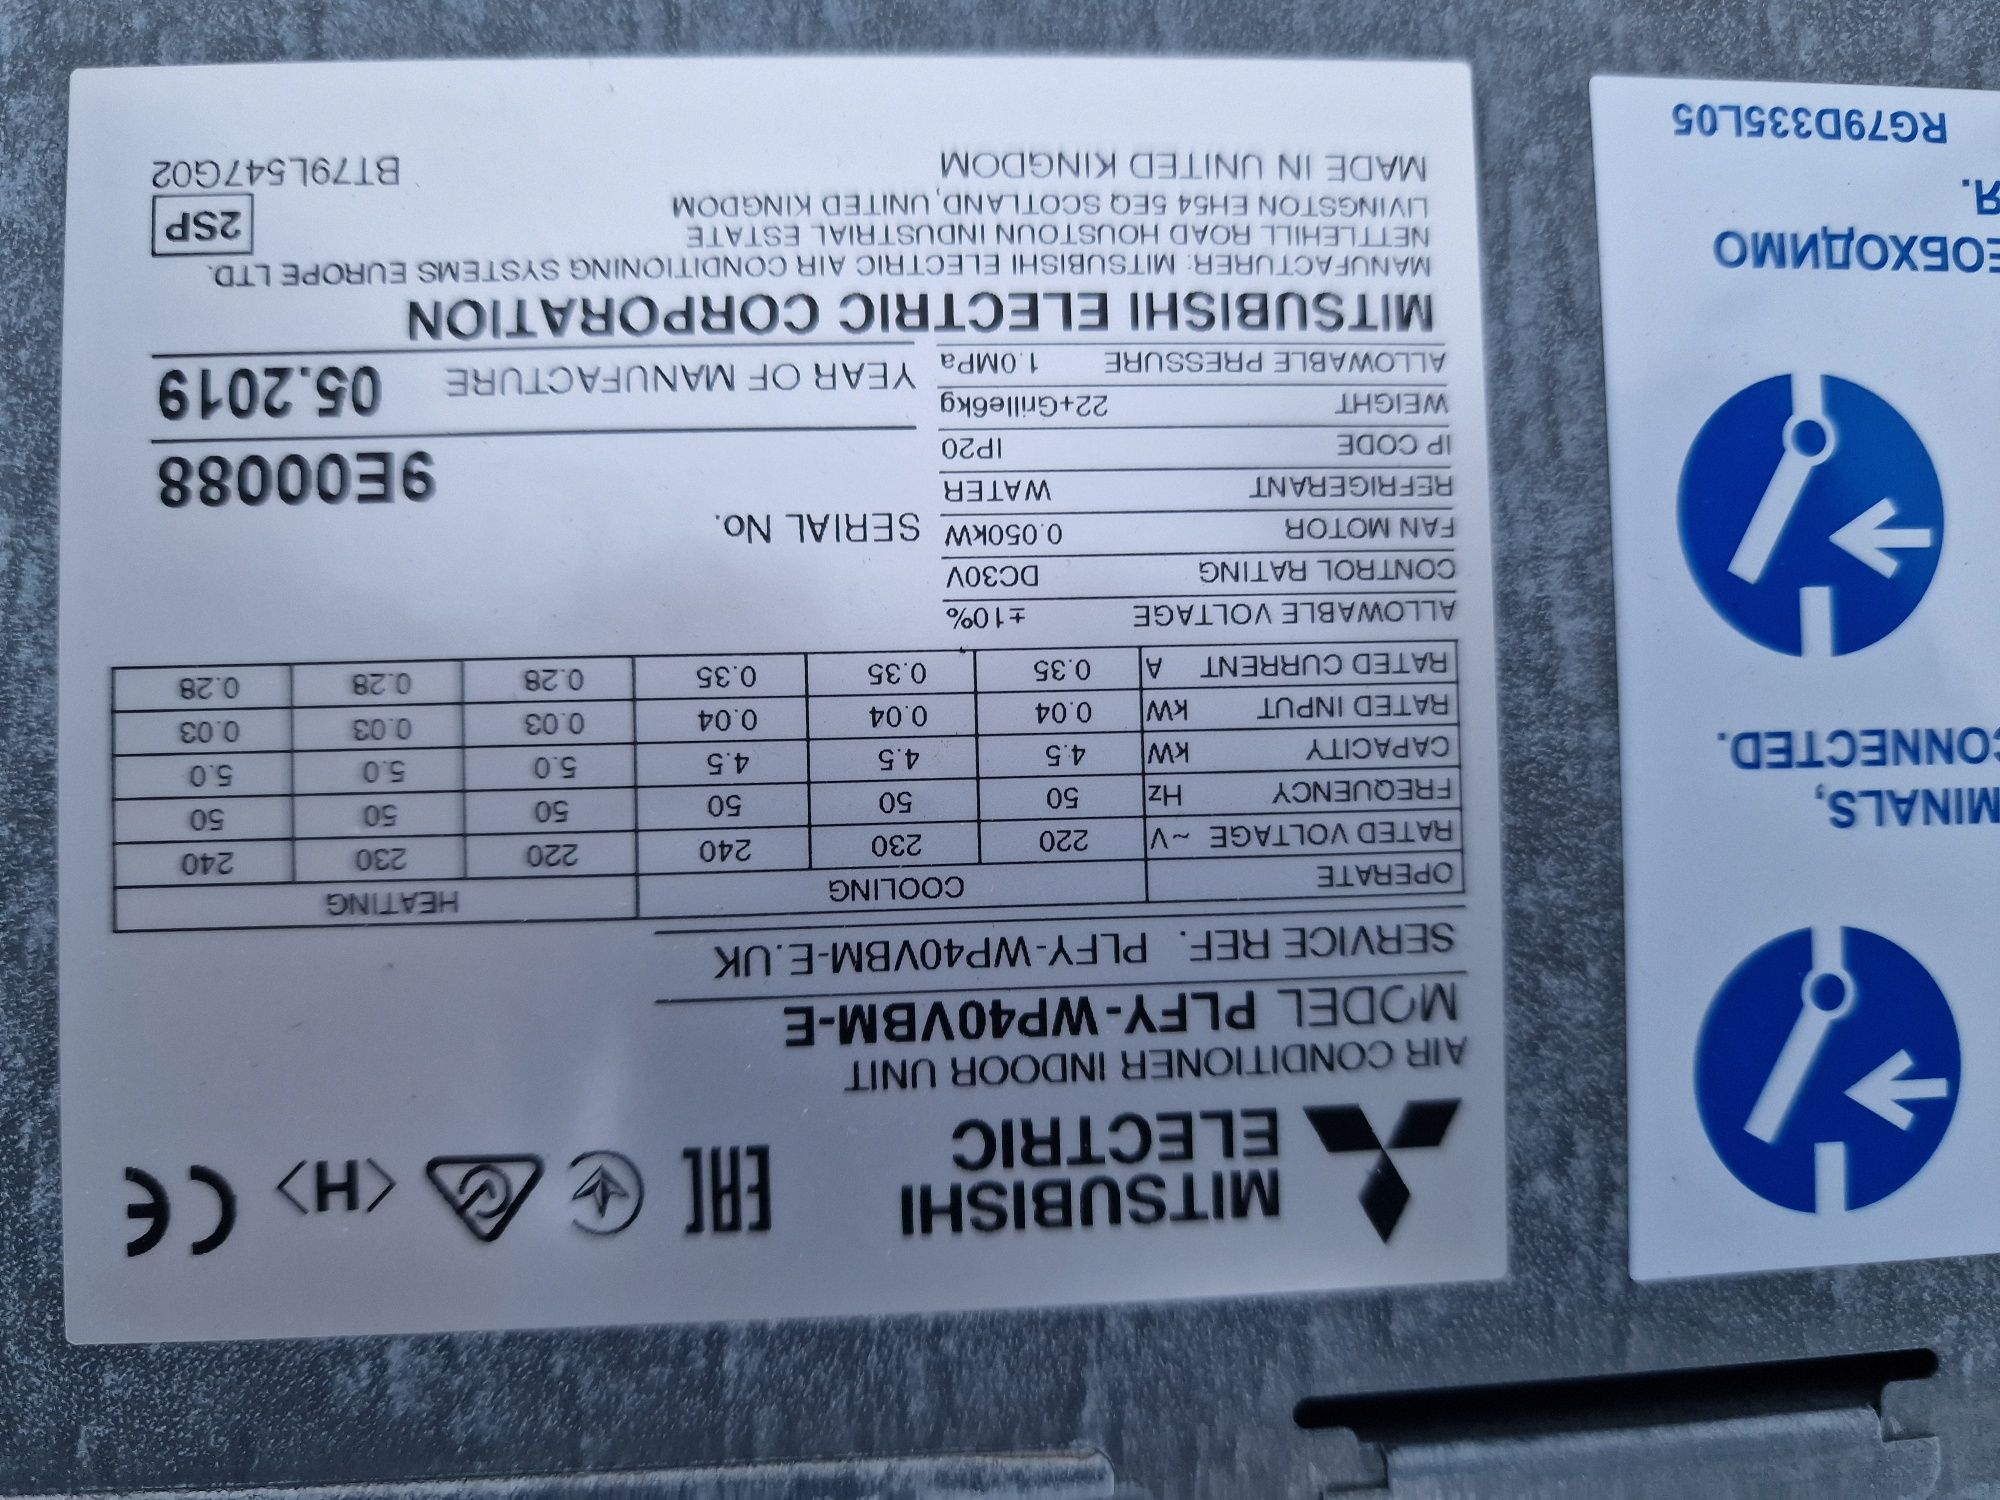 MITSUBISHI
ELECTRIC
EAC
<H>
CE
AIR CONDITIONER INDOOR UNIT
MODEL PLFY-WP40VBM-E
SERVICE REF. PLFY-WP40VBM-E.UK
OPERATE COOLING HEATING
RATED VOLTAGE ~V 220 230 240 220 230 240
FREQUENCY Hz 50 50 50 50 50 50
CAPACITY kW 4.5 4.5 4.5 5.0 5.0 5.0
RATED INPUT kW 0.04 0.04 0.04 0.03 0.03 0.03
RATED CURRENT A 0.35 0.35 0.35 0.28 0.28 0.28
ALLOWABLE VOLTAGE ±10%
CONTROL RATING DC30V
FAN MOTOR 0.050kW
REFRIGERANT WATER
IP CODE IP20
WEIGHT 22+Grille6kg
ALLOWABLE PRESSURE 1.0MPa
SERIAL No.
9E00088
YEAR OF MANUFACTURE 05.2019
MITSUBISHI ELECTRIC CORPORATION
MANUFACTURER: MITSUBISHI ELECTRIC AIR CONDITIONING SYSTEMS EUROPE LTD.
NETTLEHILL ROAD HOUSTOUN INDUSTRIAL ESTATE
LIVINGSTON EH54 5EQ SCOTLAND, UNITED KINGDOM
MADE IN UNITED KINGDOM
2SP
BT79L547G02
MINALS,
ONNECTED.
ЕОБХОДИМО
Я.
RG79D335L05